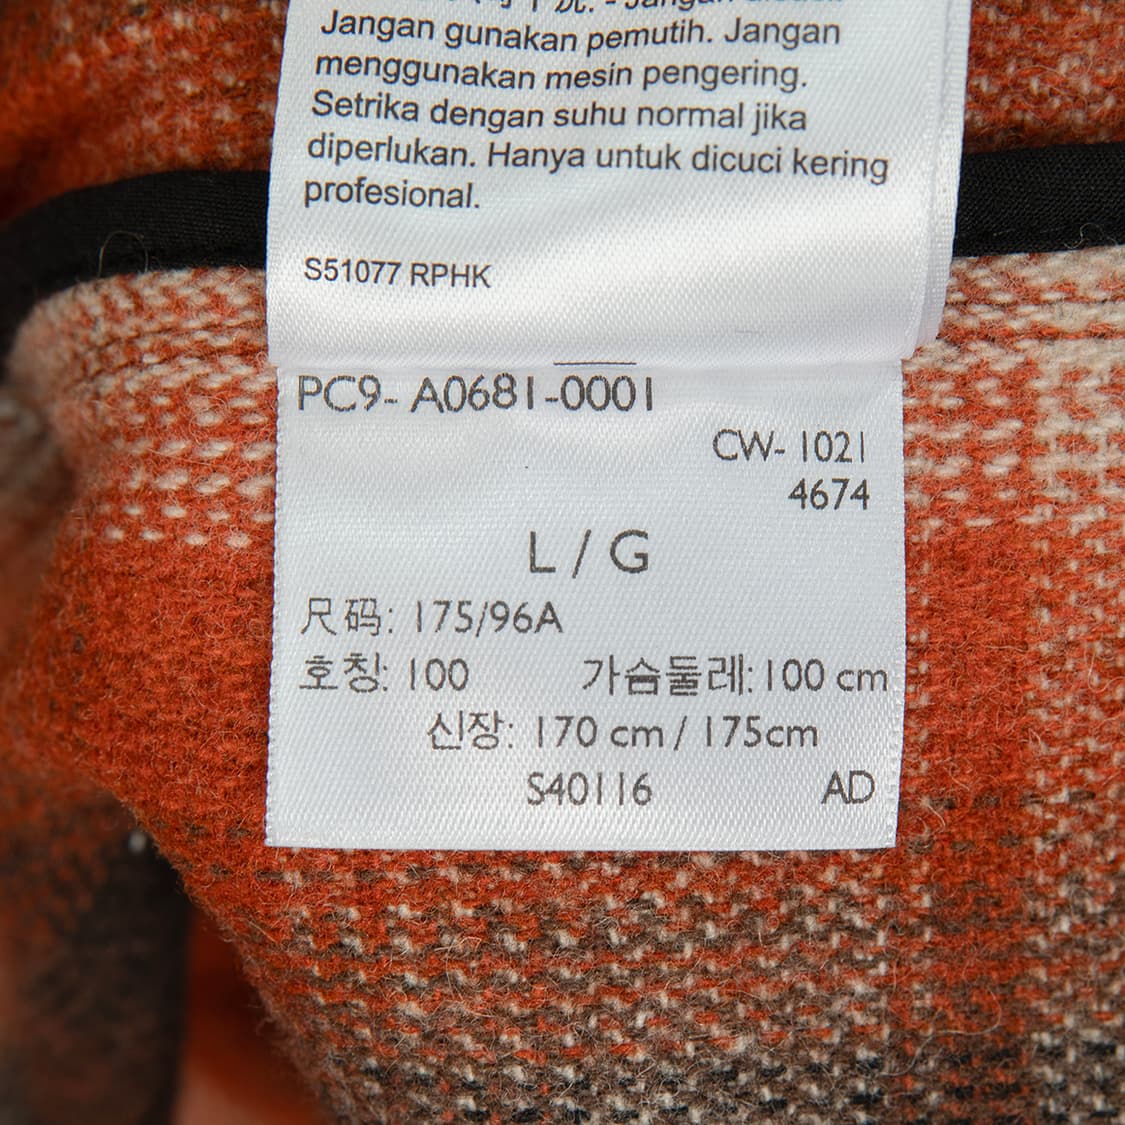 Jangan gunakan pemutih. Jangan
menggunakan mesin pengering.
Setrika dengan suhu normal jika
diperlukan. Hanya untuk dicuci kering
profesional.
S51077 RPHK
PC9- A0681-0001
CW- 1021
4674
L / G
尺码: 175/96A
호칭: 100 가슴둘레: 100 cm
신장: 170 cm / 175cm
S40116 AD